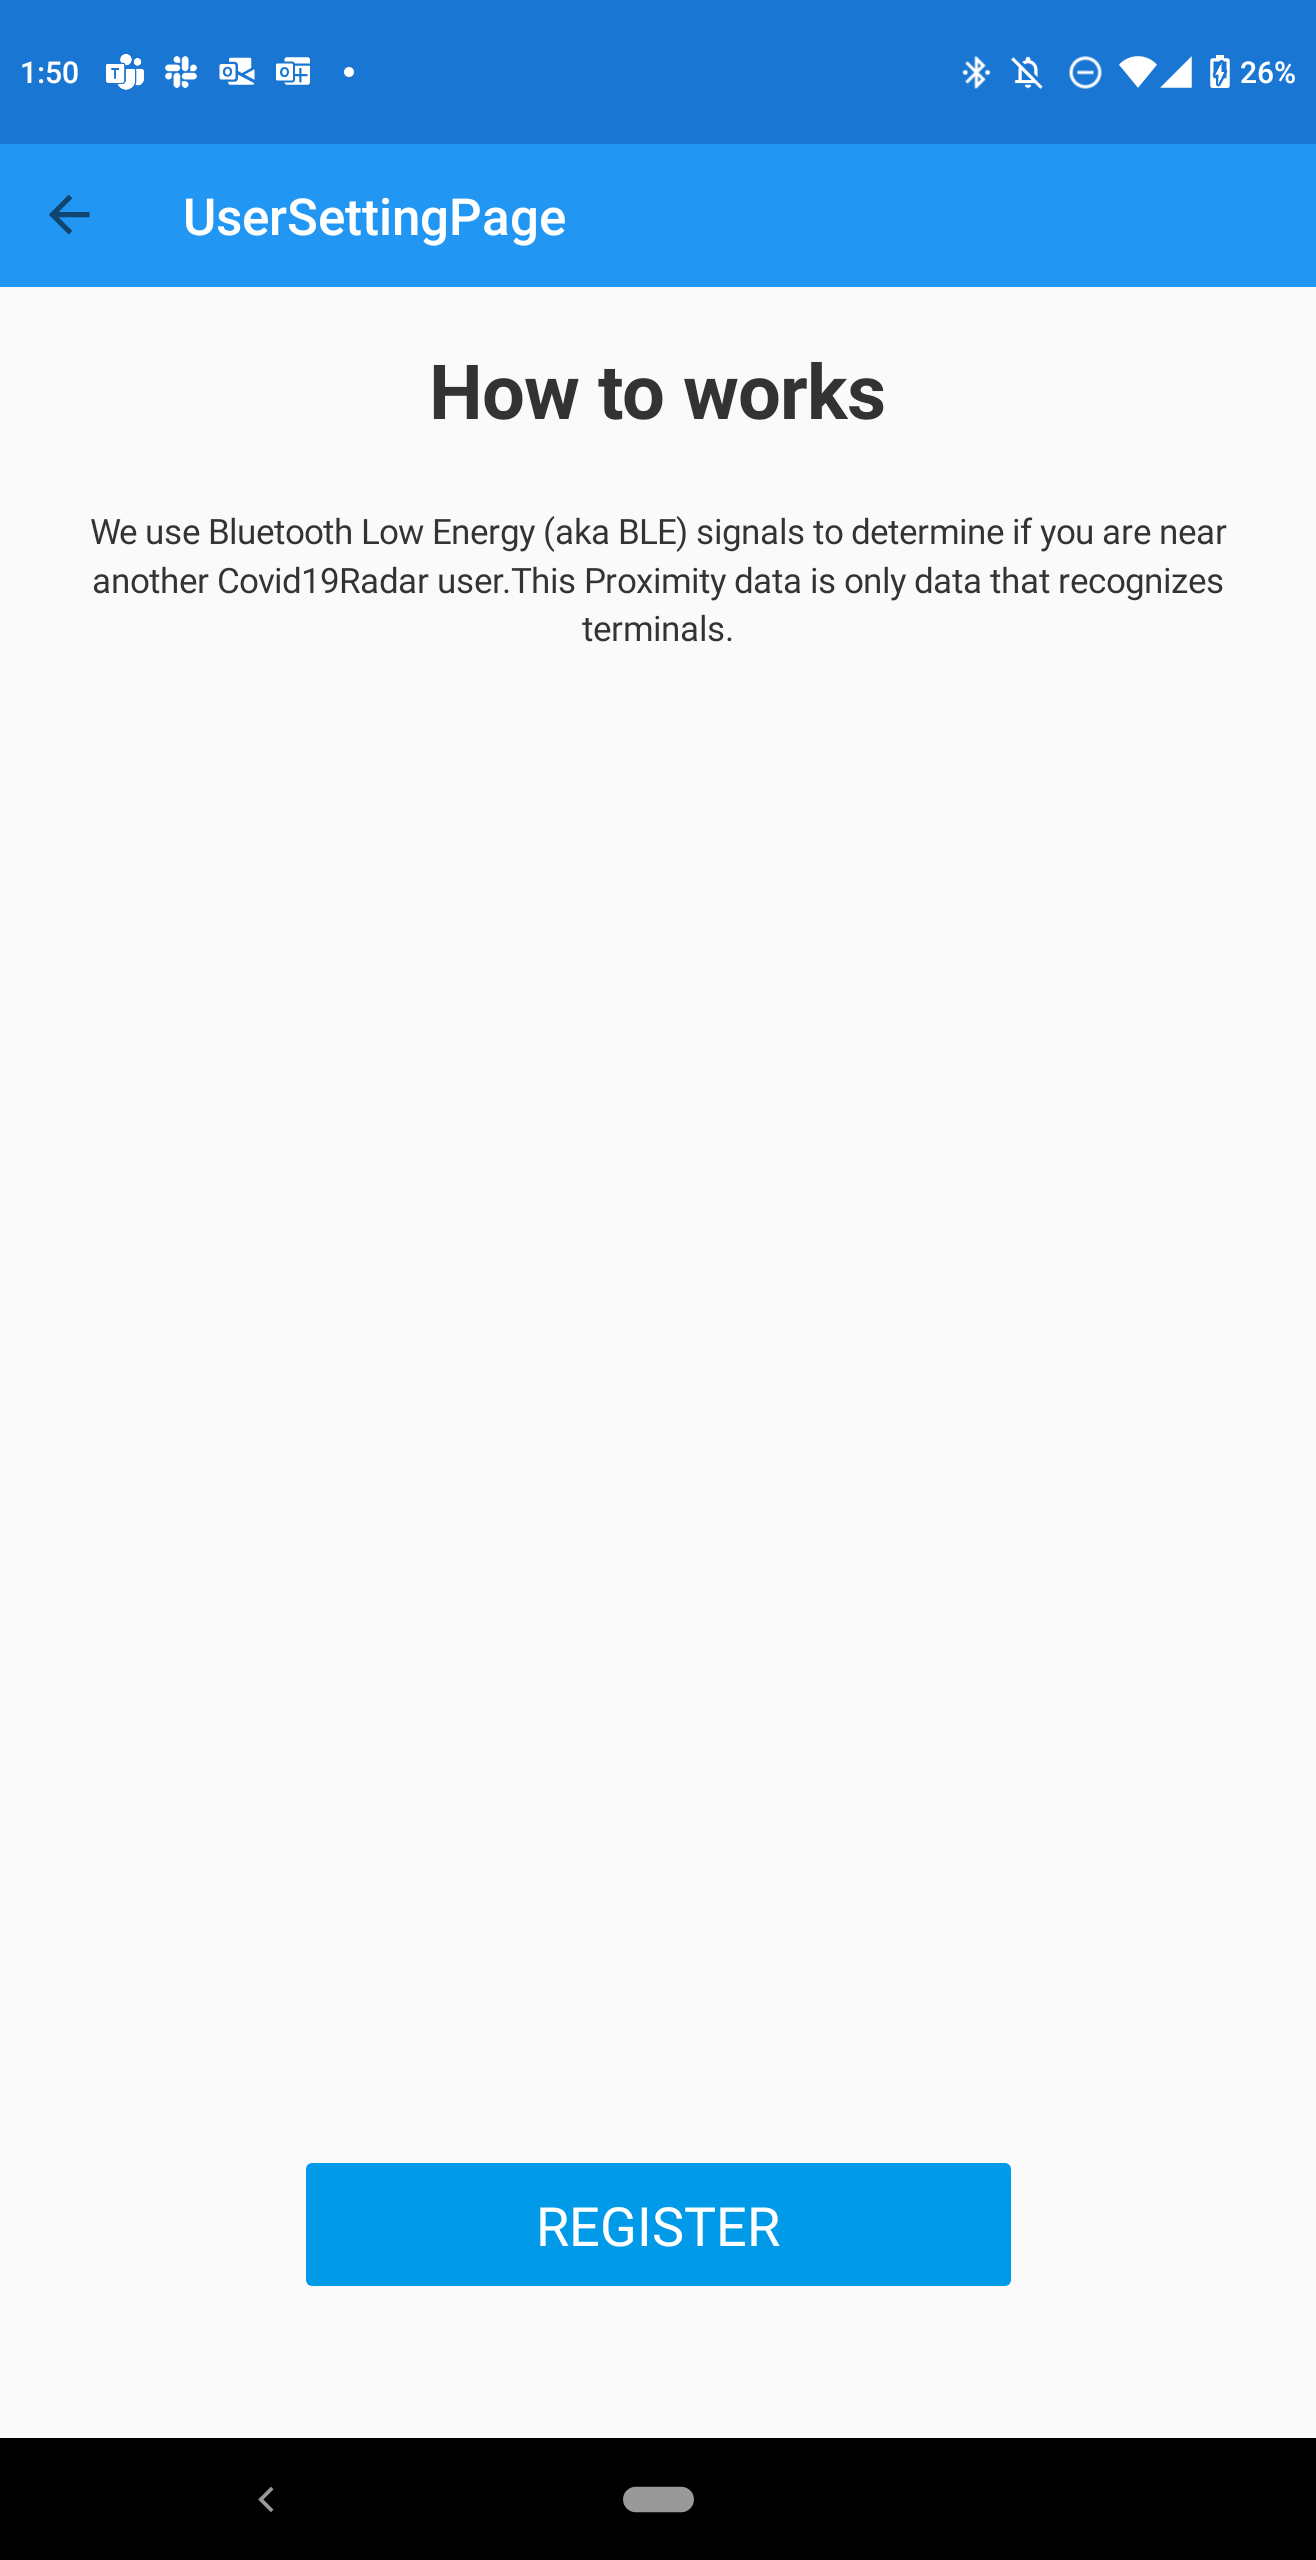 1:50
26%
UserSettingPage
How to works
We use Bluetooth Low Energy (aka BLE) signals to determine if you are near
another Covid19Radar user.This Proximity data is only data that recognizes
terminals.
REGISTER